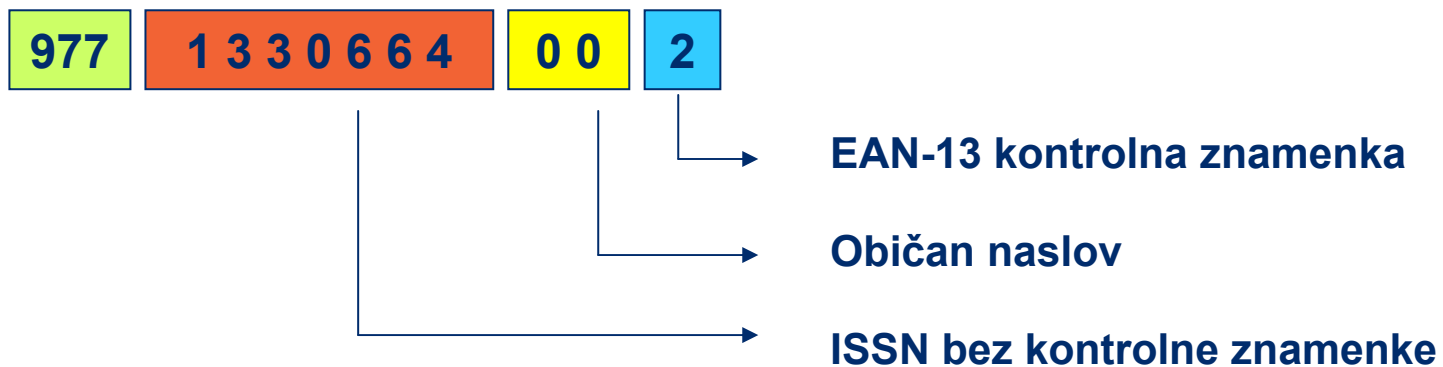 977 1 3 3 0 6 6 4 0 0 2
EAN-13 kontrolna znamenka
Običan naslov
ISSN bez kontrolne znamenke